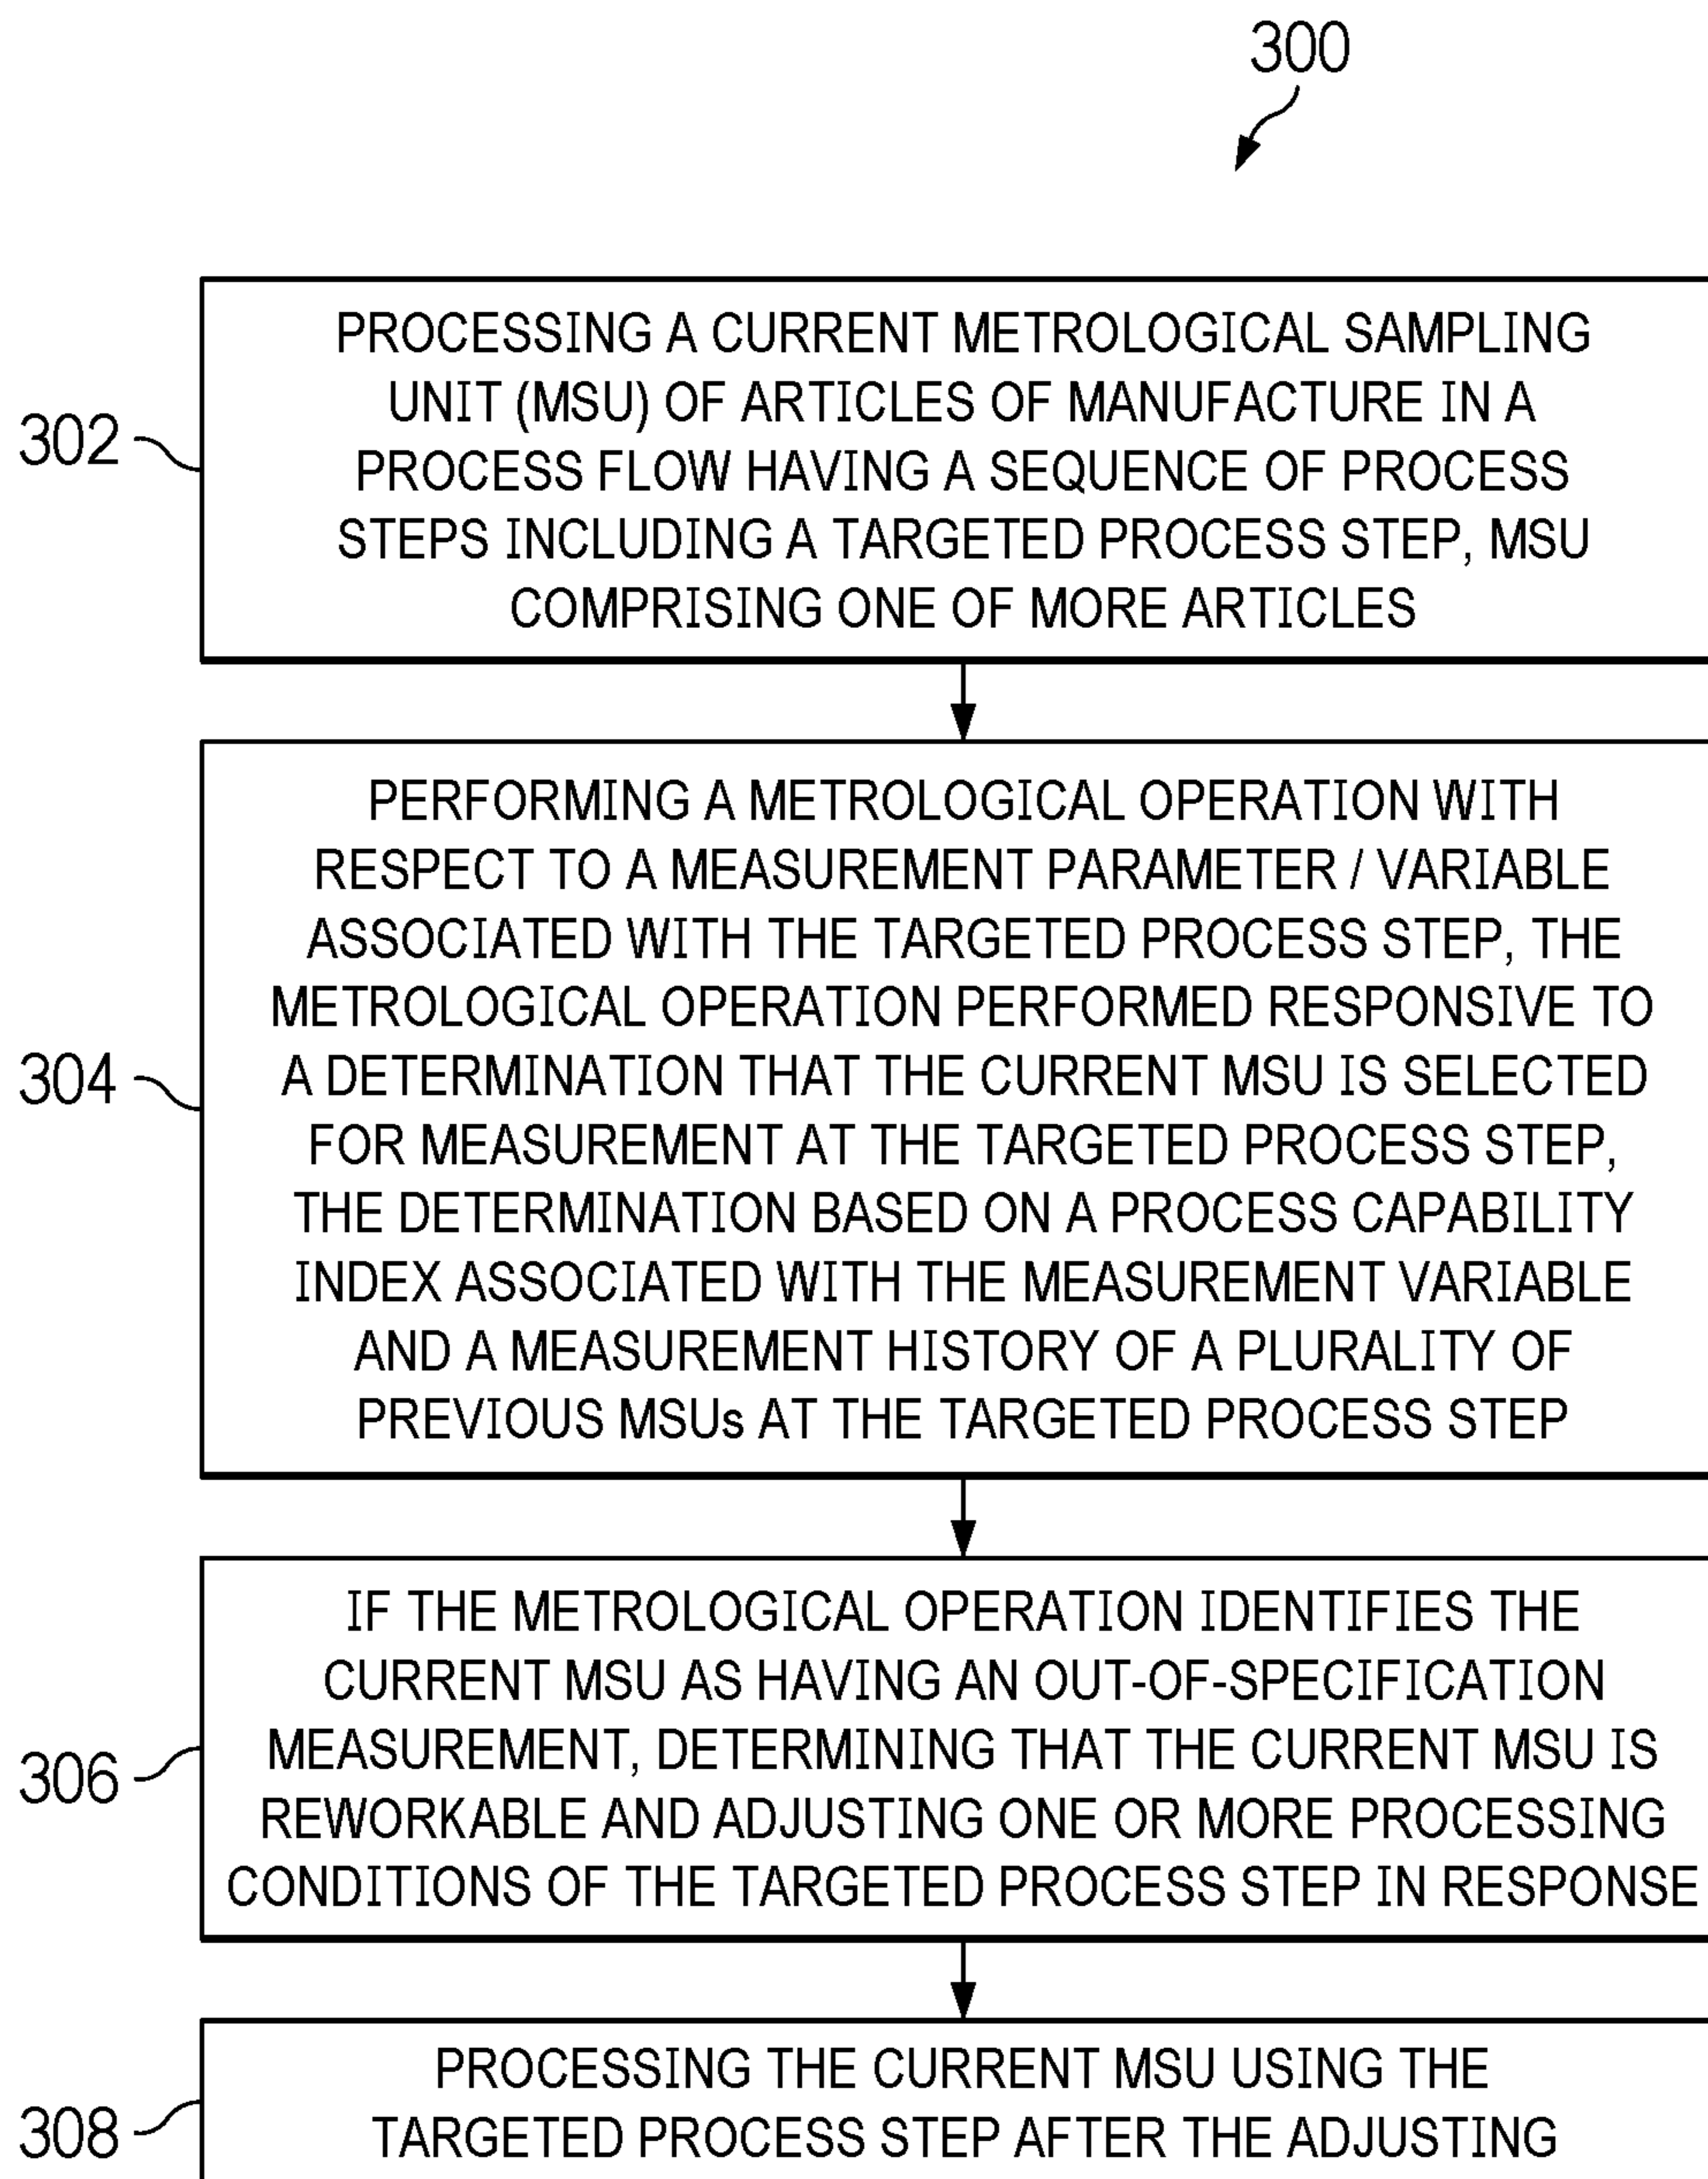 300
302
PROCESSING A CURRENT METROLOGICAL SAMPLING
UNIT (MSU) OF ARTICLES OF MANUFACTURE IN A
PROCESS FLOW HAVING A SEQUENCE OF PROCESS
STEPS INCLUDING A TARGETED PROCESS STEP, MSU
COMPRISING ONE OF MORE ARTICLES
304
PERFORMING A METROLOGICAL OPERATION WITH
RESPECT TO A MEASUREMENT PARAMETER / VARIABLE
ASSOCIATED WITH THE TARGETED PROCESS STEP, THE
METROLOGICAL OPERATION PERFORMED RESPONSIVE TO
A DETERMINATION THAT THE CURRENT MSU IS SELECTED
FOR MEASUREMENT AT THE TARGETED PROCESS STEP,
THE DETERMINATION BASED ON A PROCESS CAPABILITY
INDEX ASSOCIATED WITH THE MEASUREMENT VARIABLE
AND A MEASUREMENT HISTORY OF A PLURALITY OF
PREVIOUS MSUs AT THE TARGETED PROCESS STEP
306
IF THE METROLOGICAL OPERATION IDENTIFIES THE
CURRENT MSU AS HAVING AN OUT-OF-SPECIFICATION
MEASUREMENT, DETERMINING THAT THE CURRENT MSU IS
REWORKABLE AND ADJUSTING ONE OR MORE PROCESSING
CONDITIONS OF THE TARGETED PROCESS STEP IN RESPONSE
308
PROCESSING THE CURRENT MSU USING THE
TARGETED PROCESS STEP AFTER THE ADJUSTING